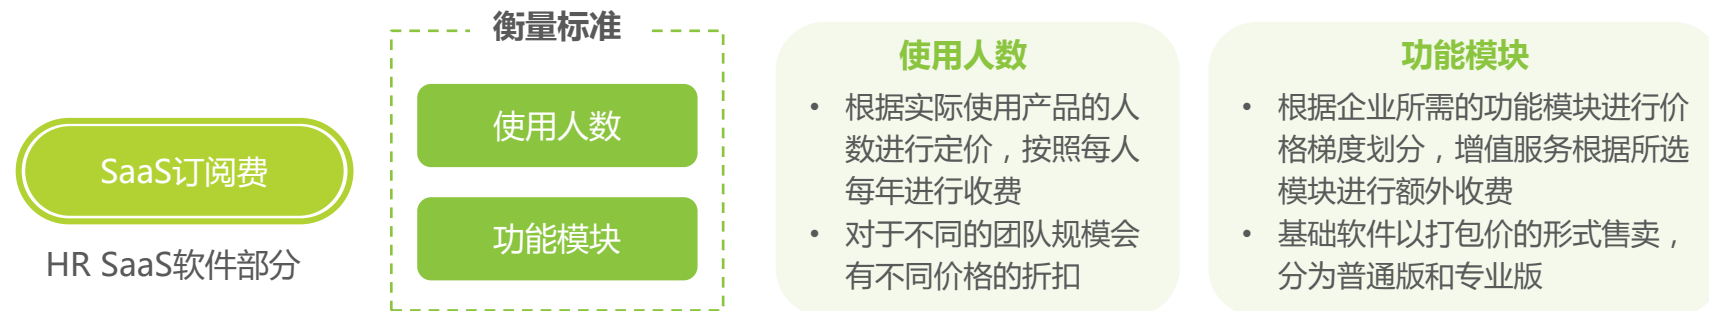 SaaS订阅费
HR SaaS软件部分
衡量标准
使用人数
功能模块
使用人数
• 根据实际使用产品的人
数进行定价，按照每人
每年进行收费
• 对于不同的团队规模会
有不同价格的折扣
功能模块
• 根据企业所需的功能模块进行价
格梯度划分，增值服务根据所选
模块进行额外收费
• 基础软件以打包价的形式售卖，
分为普通版和专业版